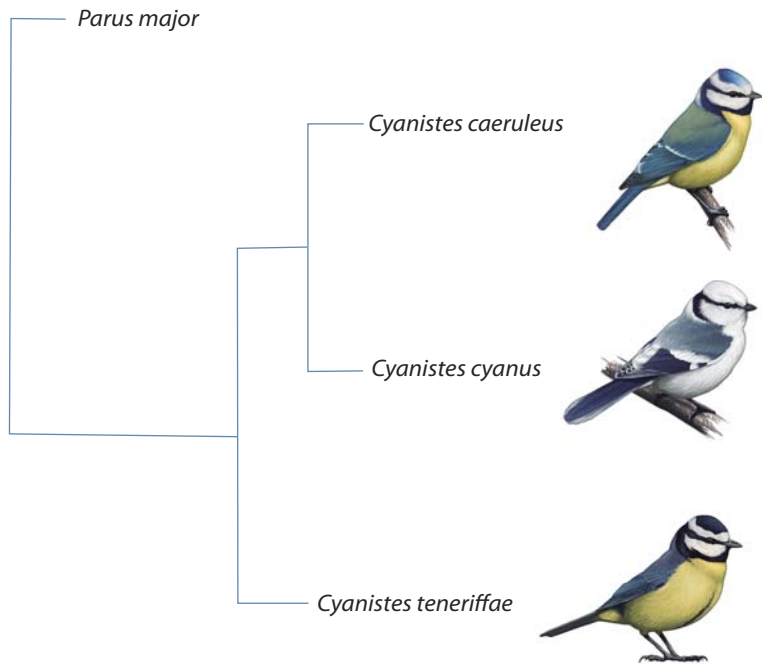 Parus major
Cyanistes caeruleus
Cyanistes cyanus
Cyanistes teneriffae